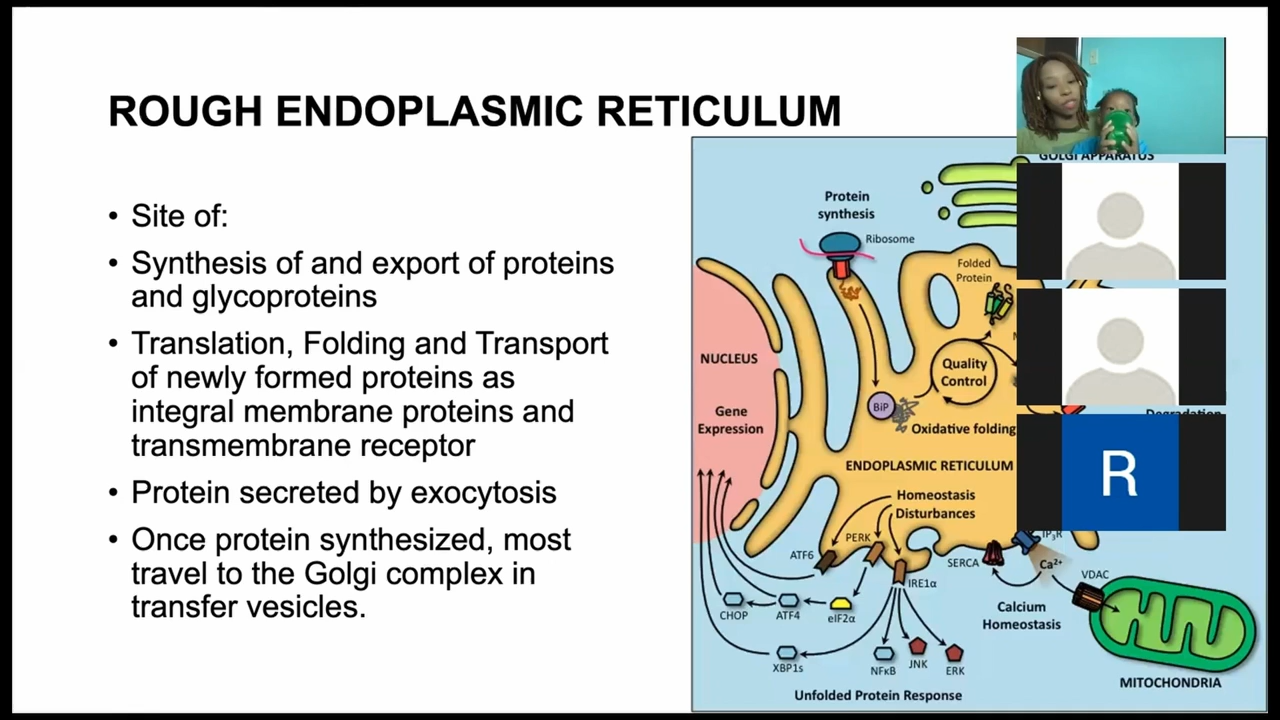 ROUGH ENDOPLASMIC RETICULUM
• Site of:
• Synthesis of and export of proteins
and glycoproteins
• Translation, Folding and Transport
of newly formed proteins as
integral membrane proteins and
transmembrane receptor
• Protein secreted by exocytosis
• Once protein synthesized, most
travel to the Golgi complex in
transfer vesicles.
GOLGI APPARATUS
Protein
synthesis
Ribosome
Folded
Protein
NUCLEUS
Gene
Expression
Quality
Control
BiP
Oxidative folding
Degradation
ENDOPLASMIC RETICULUM
R
Homeostasis
Disturbances
ATF6
PERK
IRE1α
SERCA
IP₃R
Ca²⁺
VDAC
CHOP
ATF4
eIF2α
Calcium
Homeostasis
XBP1s
NFκB
JNK
ERK
MITOCHONDRIA
Unfolded Protein Response